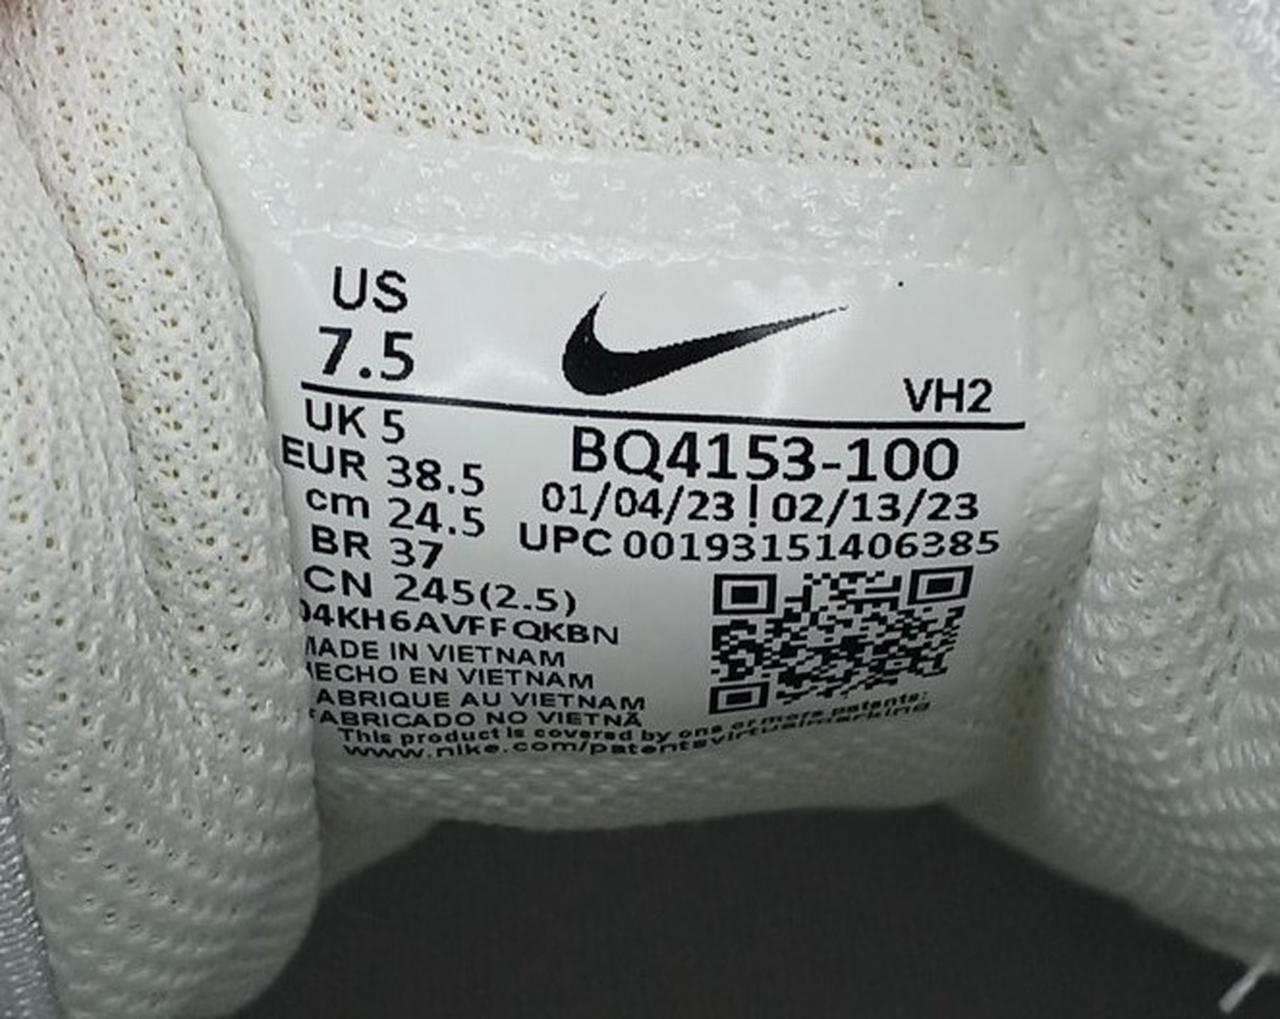 US
7.5
VH2
UK 5
EUR 38.5
cm 24.5
BR 37
CN 245(2.5)
BQ4153-100
01/04/23 | 02/13/23
UPC 00193151406385
04KH6AVFFQKBN
MADE IN VIETNAM
HECHO EN VIETNAM
FABRIQUE AU VIETNAM
FABRICADO NO VIETNÃ
This product is covered by one or more patents:
www.nike.com/patentsvirtualmarking